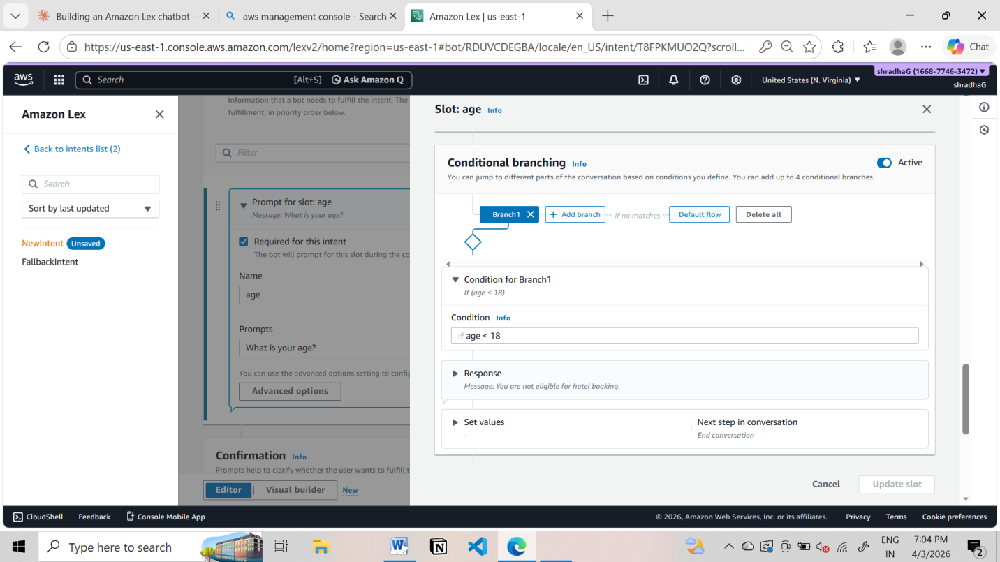 Building an Amazon Lex chatbot -
aws management console - Search
Amazon Lex | us-east-1
https://us-east-1.console.aws.amazon.com/lexv2/home?region=us-east-1#bot/RDUVCDEGBA/locale/en_US/intent/T8FPKMUO2Q?scroll...
Chat
aws
Search
[Alt+S]
Ask Amazon Q
United States (N. Virginia)
shradhaG (1668-7746-3472)
shradhaG
Amazon Lex
Back to intents list (2)
Search
Sort by last updated
NewIntent Unsaved
FallbackIntent
Information that a bot needs to fulfill the intent. The
fulfillment, in priority order below.
Filter
Prompt for slot: age
Message: What is your age?
Required for this intent
The bot will prompt for this slot during the co
Name
age
Prompts
What is your age?
You can use the advanced options setting to config
Advanced options
Confirmation Info
Prompts help to clarify whether the user wants to fulfill t
Editor
Visual builder
New
Slot: age Info
Conditional branching Info
Active
You can jump to different parts of the conversation based on conditions you define. You can add up to 4 conditional branches.
Branch1
+ Add branch
if no matches
Default flow
Delete all
Condition for Branch1
If (age < 18)
Condition Info
If age < 18
Response
Message: You are not eligible for hotel booking.
Set values
-
Next step in conversation
End conversation
Cancel
Update slot
CloudShell
Feedback
Console Mobile App
© 2026, Amazon Web Services, Inc. or its affiliates.
Privacy
Terms
Cookie preferences
Type here to search
ENG
IN
7:04 PM
4/3/2026
2